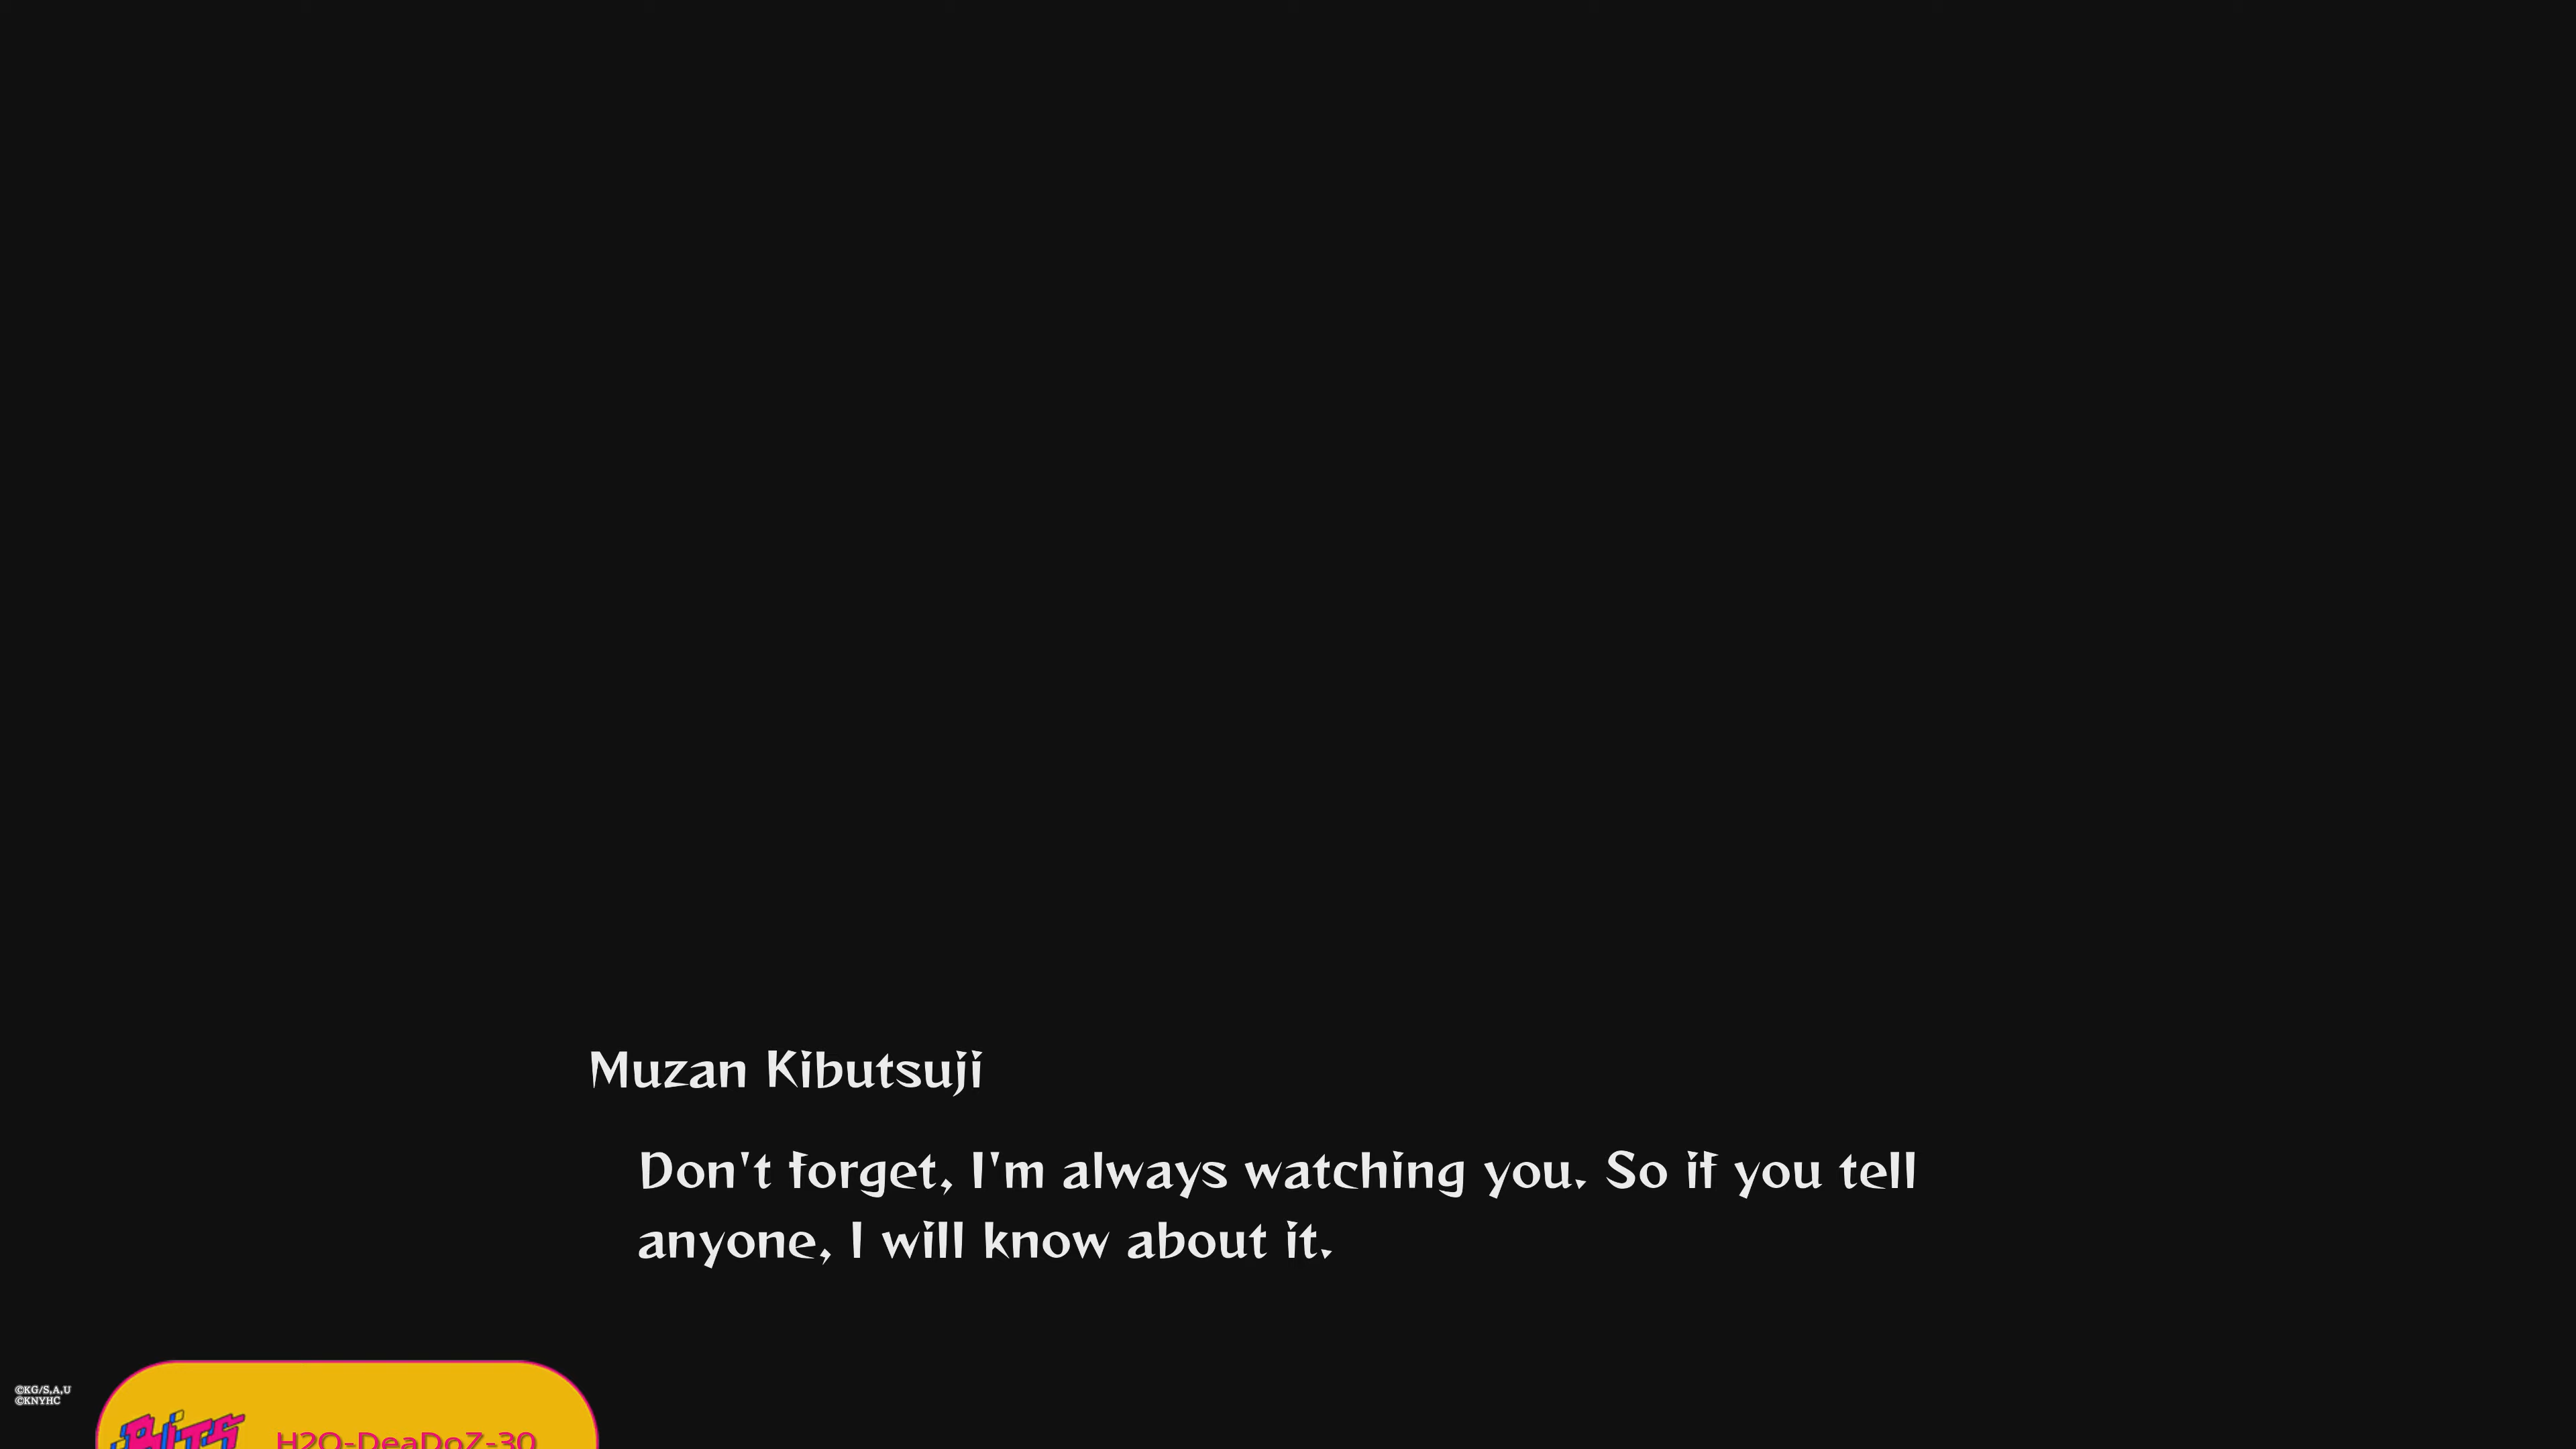 Muzan Kibutsuji
Don't forget, I'm always watching you. So if you tell
anyone, I will know about it.
©KG/S,A,U
©KNYHC
H2O-DeaDoZ-30